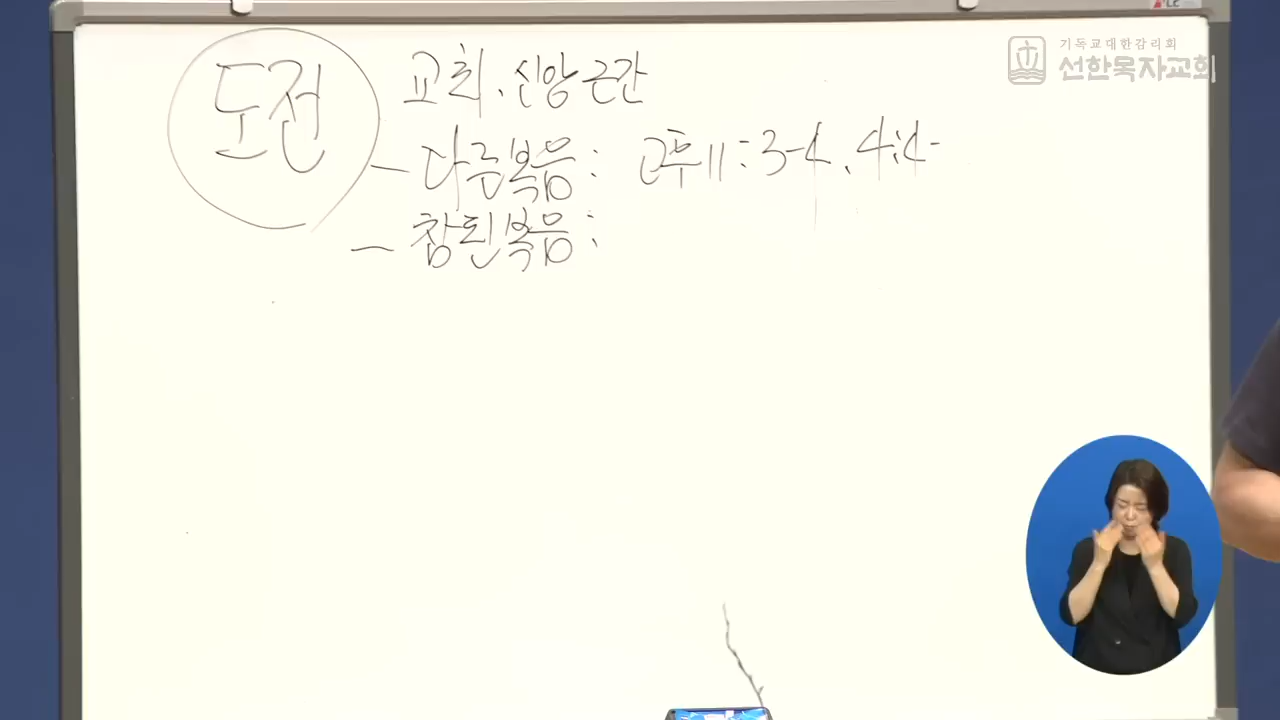 기독교대한감리회
선한목자교회
도전
교회, 신앙 근간
- 다른복음: 고후11:3-4, 4:4-
- 참된복음: